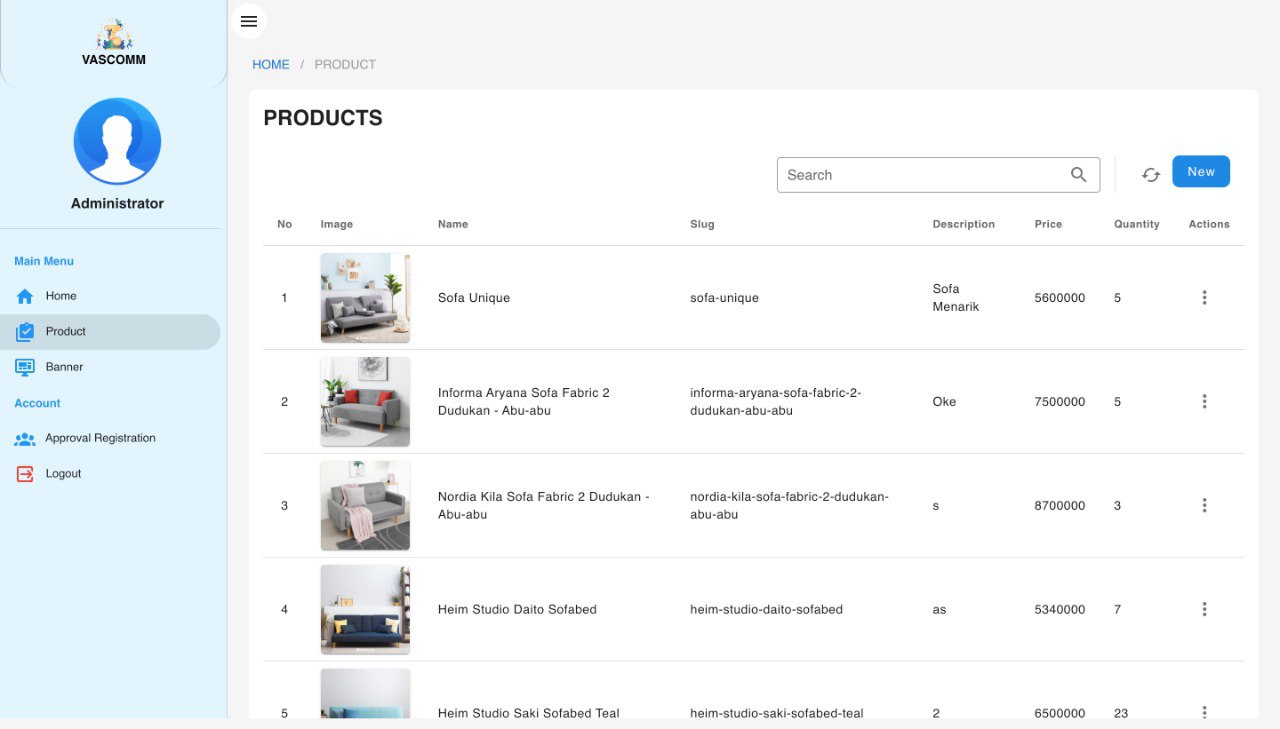 VASCOMM
Administrator
Main Menu
Home
Product
Banner
Account
Approval Registration
Logout
HOME / PRODUCT
PRODUCTS
Search
New
No Image Name Slug Description Price Quantity Actions
1 Sofa Unique sofa-unique Sofa 5600000 5
Menarik
2 Informa Aryana Sofa Fabric 2 informa-aryana-sofa-fabric-2- Oke 7500000 5
Dudukan - Abu-abu dudukan-abu-abu
3 Nordia Kila Sofa Fabric 2 Dudukan - nordia-kila-sofa-fabric-2-dudukan- s 8700000 3
Abu-abu abu-abu
4 Heim Studio Daito Sofabed heim-studio-daito-sofabed as 5340000 7
5 Heim Studio Saki Sofabed Teal heim-studio-saki-sofabed-teal 2 6500000 23